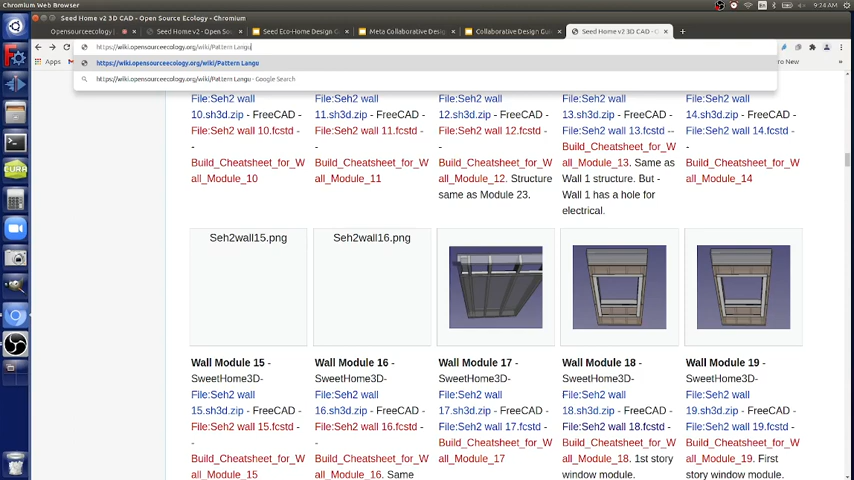 Chromium Web Browser
9:24 AM
Seed Home v2 3D CAD - Open Source Ecology - Chromium
Opensourceecology
Seed Home v2 - Open Soc
Seed Eco-Home Design C
Meta Collaborative Design
Collaborative Design Gui
Seed Home v2 3D CAD -
https://wiki.opensourceecology.org/wiki/Pattern Langu
https://wiki.opensourceecology.org/wiki/Pattern Langu
https://wiki.opensourceecology.org/wiki/Pattern Langu - Google Search
Apps
No New
File:Seh2 wall
10.sh3d.zip - FreeCAD
- File:Seh2 wall 10.fcstd
-
Build_Cheatsheet_for_W
all_Module_10
File:Seh2 wall
11.sh3d.zip - FreeCAD
- File:Seh2 wall 11.fcstd
-
Build_Cheatsheet_for_W
all_Module_11
File:Seh2 wall
12.sh3d.zip - FreeCAD
- File:Seh2 wall 12.fcstd
-
Build_Cheatsheet_for_W
all_Module_12. Structure
same as Module 23.
File:Seh2 wall
13.sh3d.zip - FreeCAD
- File:Seh2 wall 13.fcstd --
Build_Cheatsheet_for_W
all_Module_13. Same as
Wall 1 structure. But -
Wall 1 has a hole for
electrical.
File:Seh2 wall
14.sh3d.zip - FreeCAD
- File:Seh2 wall 14.fcstd -
-
Build_Cheatsheet_for_W
all_Module_14
Seh2wall15.png
Seh2wall16.png
Wall Module 15 -
SweetHome3D-
File:Seh2 wall
15.sh3d.zip - FreeCAD -
File:Seh2 wall 15.fcstd -
-
Build_Cheatsheet_for_W
all_Module_15
Wall Module 16 -
SweetHome3D-
File:Seh2 wall
16.sh3d.zip - FreeCAD -
File:Seh2 wall 16.fcstd -
-
Build_Cheatsheet_for_W
all_Module_16. Same
Wall Module 17 -
SweetHome3D-
File:Seh2 wall
17.sh3d.zip - FreeCAD -
File:Seh2 wall 17.fcstd -
Build_Cheatsheet_for_W
all_Module_17
Wall Module 18 -
SweetHome3D-
File:Seh2 wall
18.sh3d.zip - FreeCAD -
File:Seh2 wall 18.fcstd -
Build_Cheatsheet_for_W
all_Module_18. 1st story
window module.
Wall Module 19 -
SweetHome3D-
File:Seh2 wall
19.sh3d.zip - FreeCAD -
File:Seh2 wall 19.fcstd -
Build_Cheatsheet_for_W
all_Module_19. First
story window module.